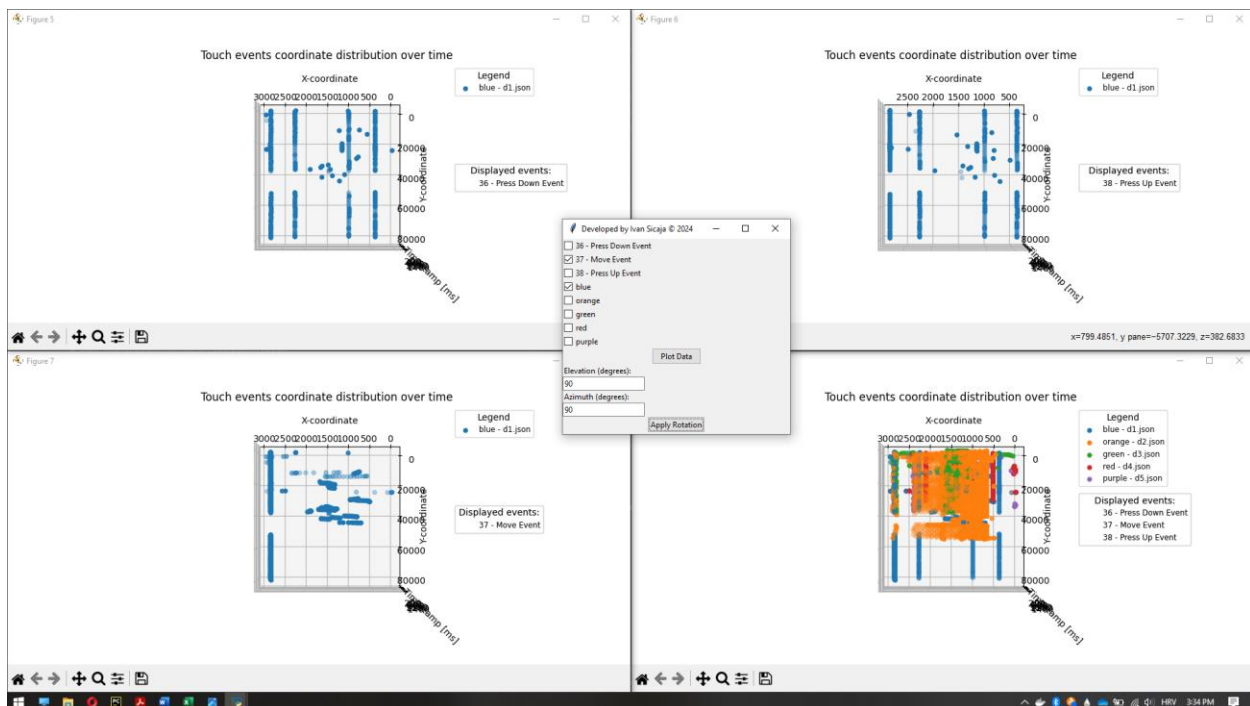 Figure 5
Touch events coordinate distribution over time
X-coordinate
3000 2500 2000 1500 1000 500 0
0
20000
40000
60000
80000
Y-coordinate
Legend
blue - d1.json
Displayed events:
36 - Press Down Event
Figure 6
Touch events coordinate distribution over time
X-coordinate
2500 2000 1500 1000 500
0
20000
40000
60000
80000
Y-coordinate
Legend
blue - d1.json
Displayed events:
38 - Press Up Event
x=799.4851, y pane=−5707.3229, z=382.6833
Developed by Ivan Sicaja © 2024
36 - Press Down Event
37 - Move Event
38 - Press Up Event
blue
orange
green
red
purple
Plot Data
Elevation (degrees):
90
Azimuth (degrees):
90
Apply Rotation
Figure 7
Touch events coordinate distribution over time
X-coordinate
3000 2500 2000 1500 1000 500 0
0
20000
40000
60000
80000
Y-coordinate
Legend
blue - d1.json
Displayed events:
37 - Move Event
Touch events coordinate distribution over time
X-coordinate
3000 2500 2000 1500 1000 500 0
0
20000
40000
60000
80000
Y-coordinate
Legend
blue - d1.json
orange - d2.json
green - d3.json
red - d4.json
purple - d5.json
Displayed events:
36 - Press Down Event
37 - Move Event
38 - Press Up Event
HRV
3:34 PM